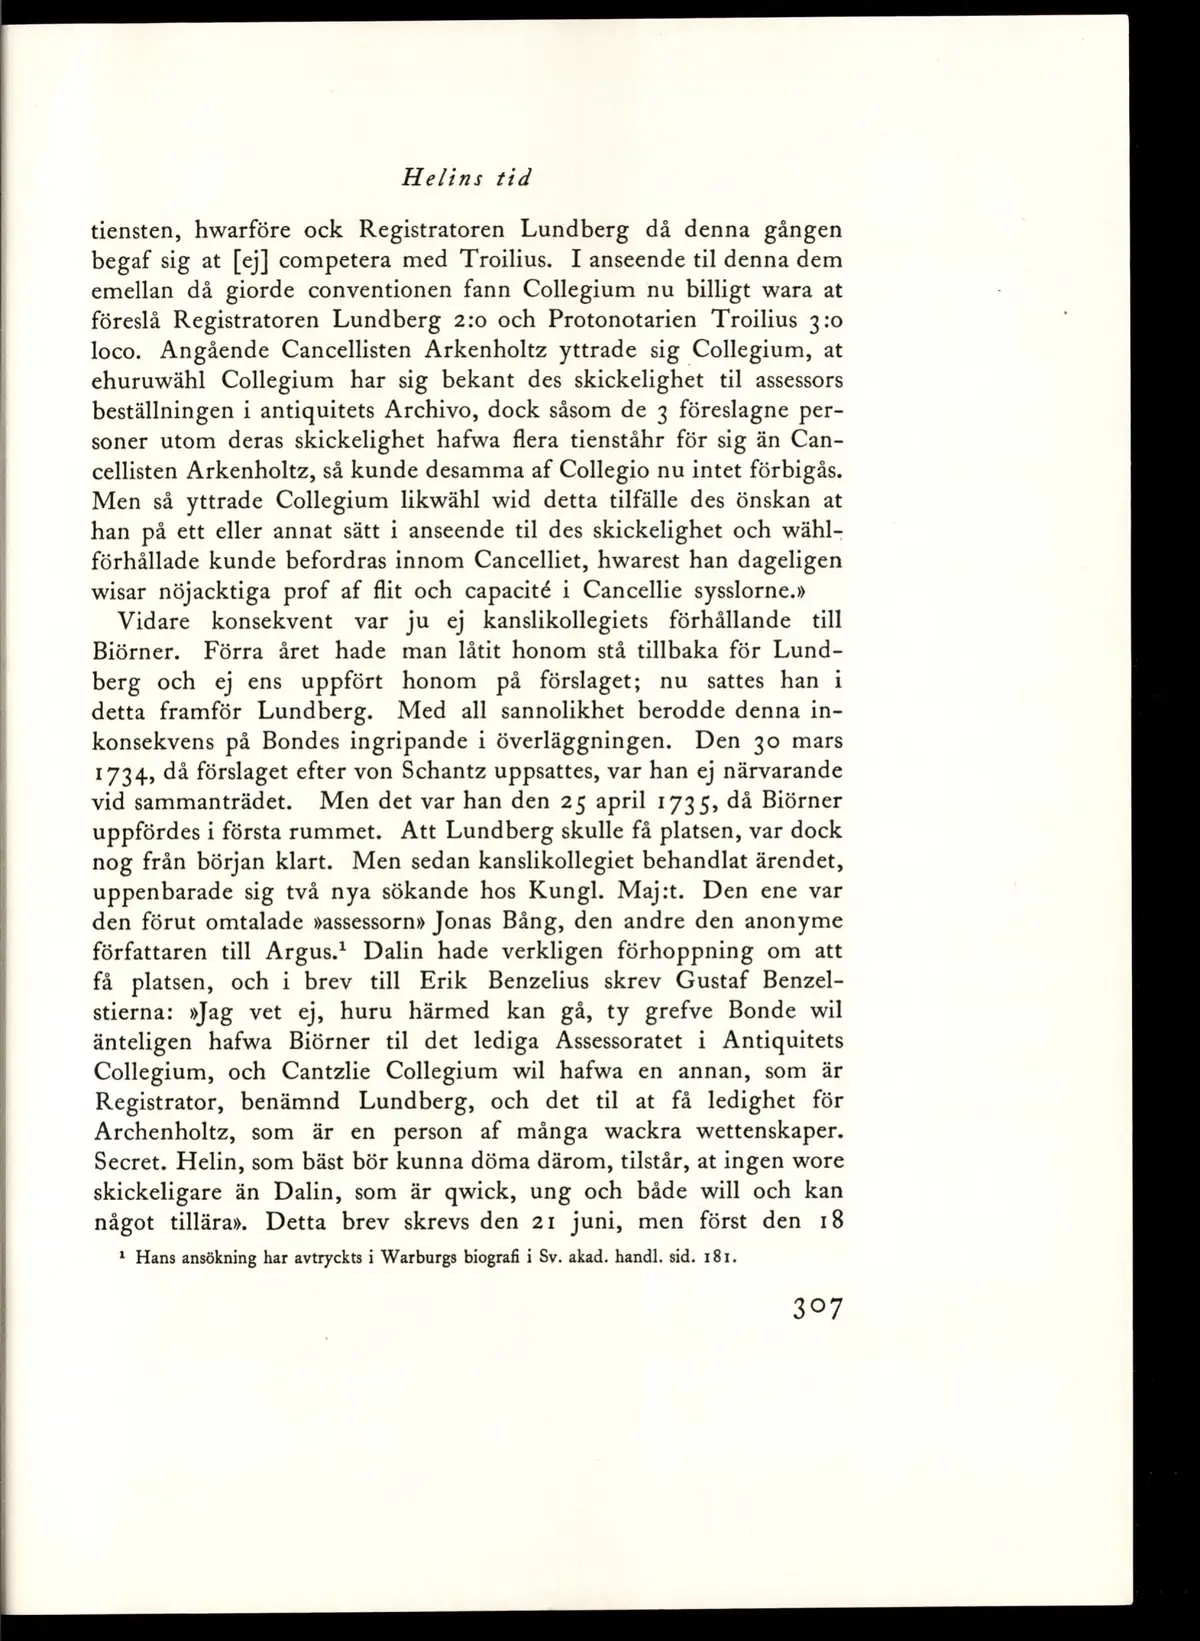 Helins tid
tiensten, hwarföre ock Registratoren Lundberg då denna gången
begaf sig at [ej] competera med Troilius. I anseende til denna dem
emellan då giorde conventionen fann Collegium nu billigt wara at
föreslå Registratoren Lundberg 2:o och Protonotarien Troilius 3:o
loco. Angående Cancellisten Arkenholtz yttrade sig Collegium, at
ehuruwähl Collegium har sig bekant des skickelighet til assessors
beställningen i antiquitets Archivo, dock såsom de 3 föreslagne per-
soner utom deras skickelighet hafwa flera tienståhr för sig än Can-
cellisten Arkenholtz, så kunde desamma af Collegio nu intet förbigås.
Men så yttrade Collegium likwähl wid detta tilfälle des önskan at
han på ett eller annat sätt i anseende til des skickelighet och wähl-
förhållade kunde befordras innom Cancelliet, hwarest han dageligen
wisar nöjacktiga prof af flit och capacité i Cancellie sysslorne.»
Vidare konsekvent var ju ej kanslikollegiets förhållande till
Biörner. Förra året hade man låtit honom stå tillbaka för Lund-
berg och ej ens uppfört honom på förslaget; nu sattes han i
detta framför Lundberg. Med all sannolikhet berodde denna in-
konsekvens på Bondes ingripande i överläggningen. Den 30 mars
1734, då förslaget efter von Schantz uppsattes, var han ej närvarande
vid sammanträdet. Men det var han den 25 april 1735, då Biörner
uppfördes i första rummet. Att Lundberg skulle få platsen, var dock
nog från början klart. Men sedan kanslikollegiet behandlat ärendet,
uppenbarade sig två nya sökande hos Kungl. Maj:t. Den ene var
den förut omtalade »assessorn» Jonas Bång, den andre den anonyme
författaren till Argus.¹ Dalin hade verkligen förhoppning om att
få platsen, och i brev till Erik Benzelius skrev Gustaf Benzel-
stierna: »Jag vet ej, huru härmed kan gå, ty grefve Bonde wil
änteligen hafwa Biörner til det lediga Assessoratet i Antiquitets
Collegium, och Cantzlie Collegium wil hafwa en annan, som är
Registrator, benämnd Lundberg, och det til at få ledighet för
Archenholtz, som är en person af många wackra wettenskaper.
Secret. Helin, som bäst bör kunna döma därom, tilstår, at ingen wore
skickeligare än Dalin, som är qwick, ung och både will och kan
något tillära». Detta brev skrevs den 21 juni, men först den 18
¹ Hans ansökning har avtryckts i Warburgs biografi i Sv. akad. handl. sid. 181.
307